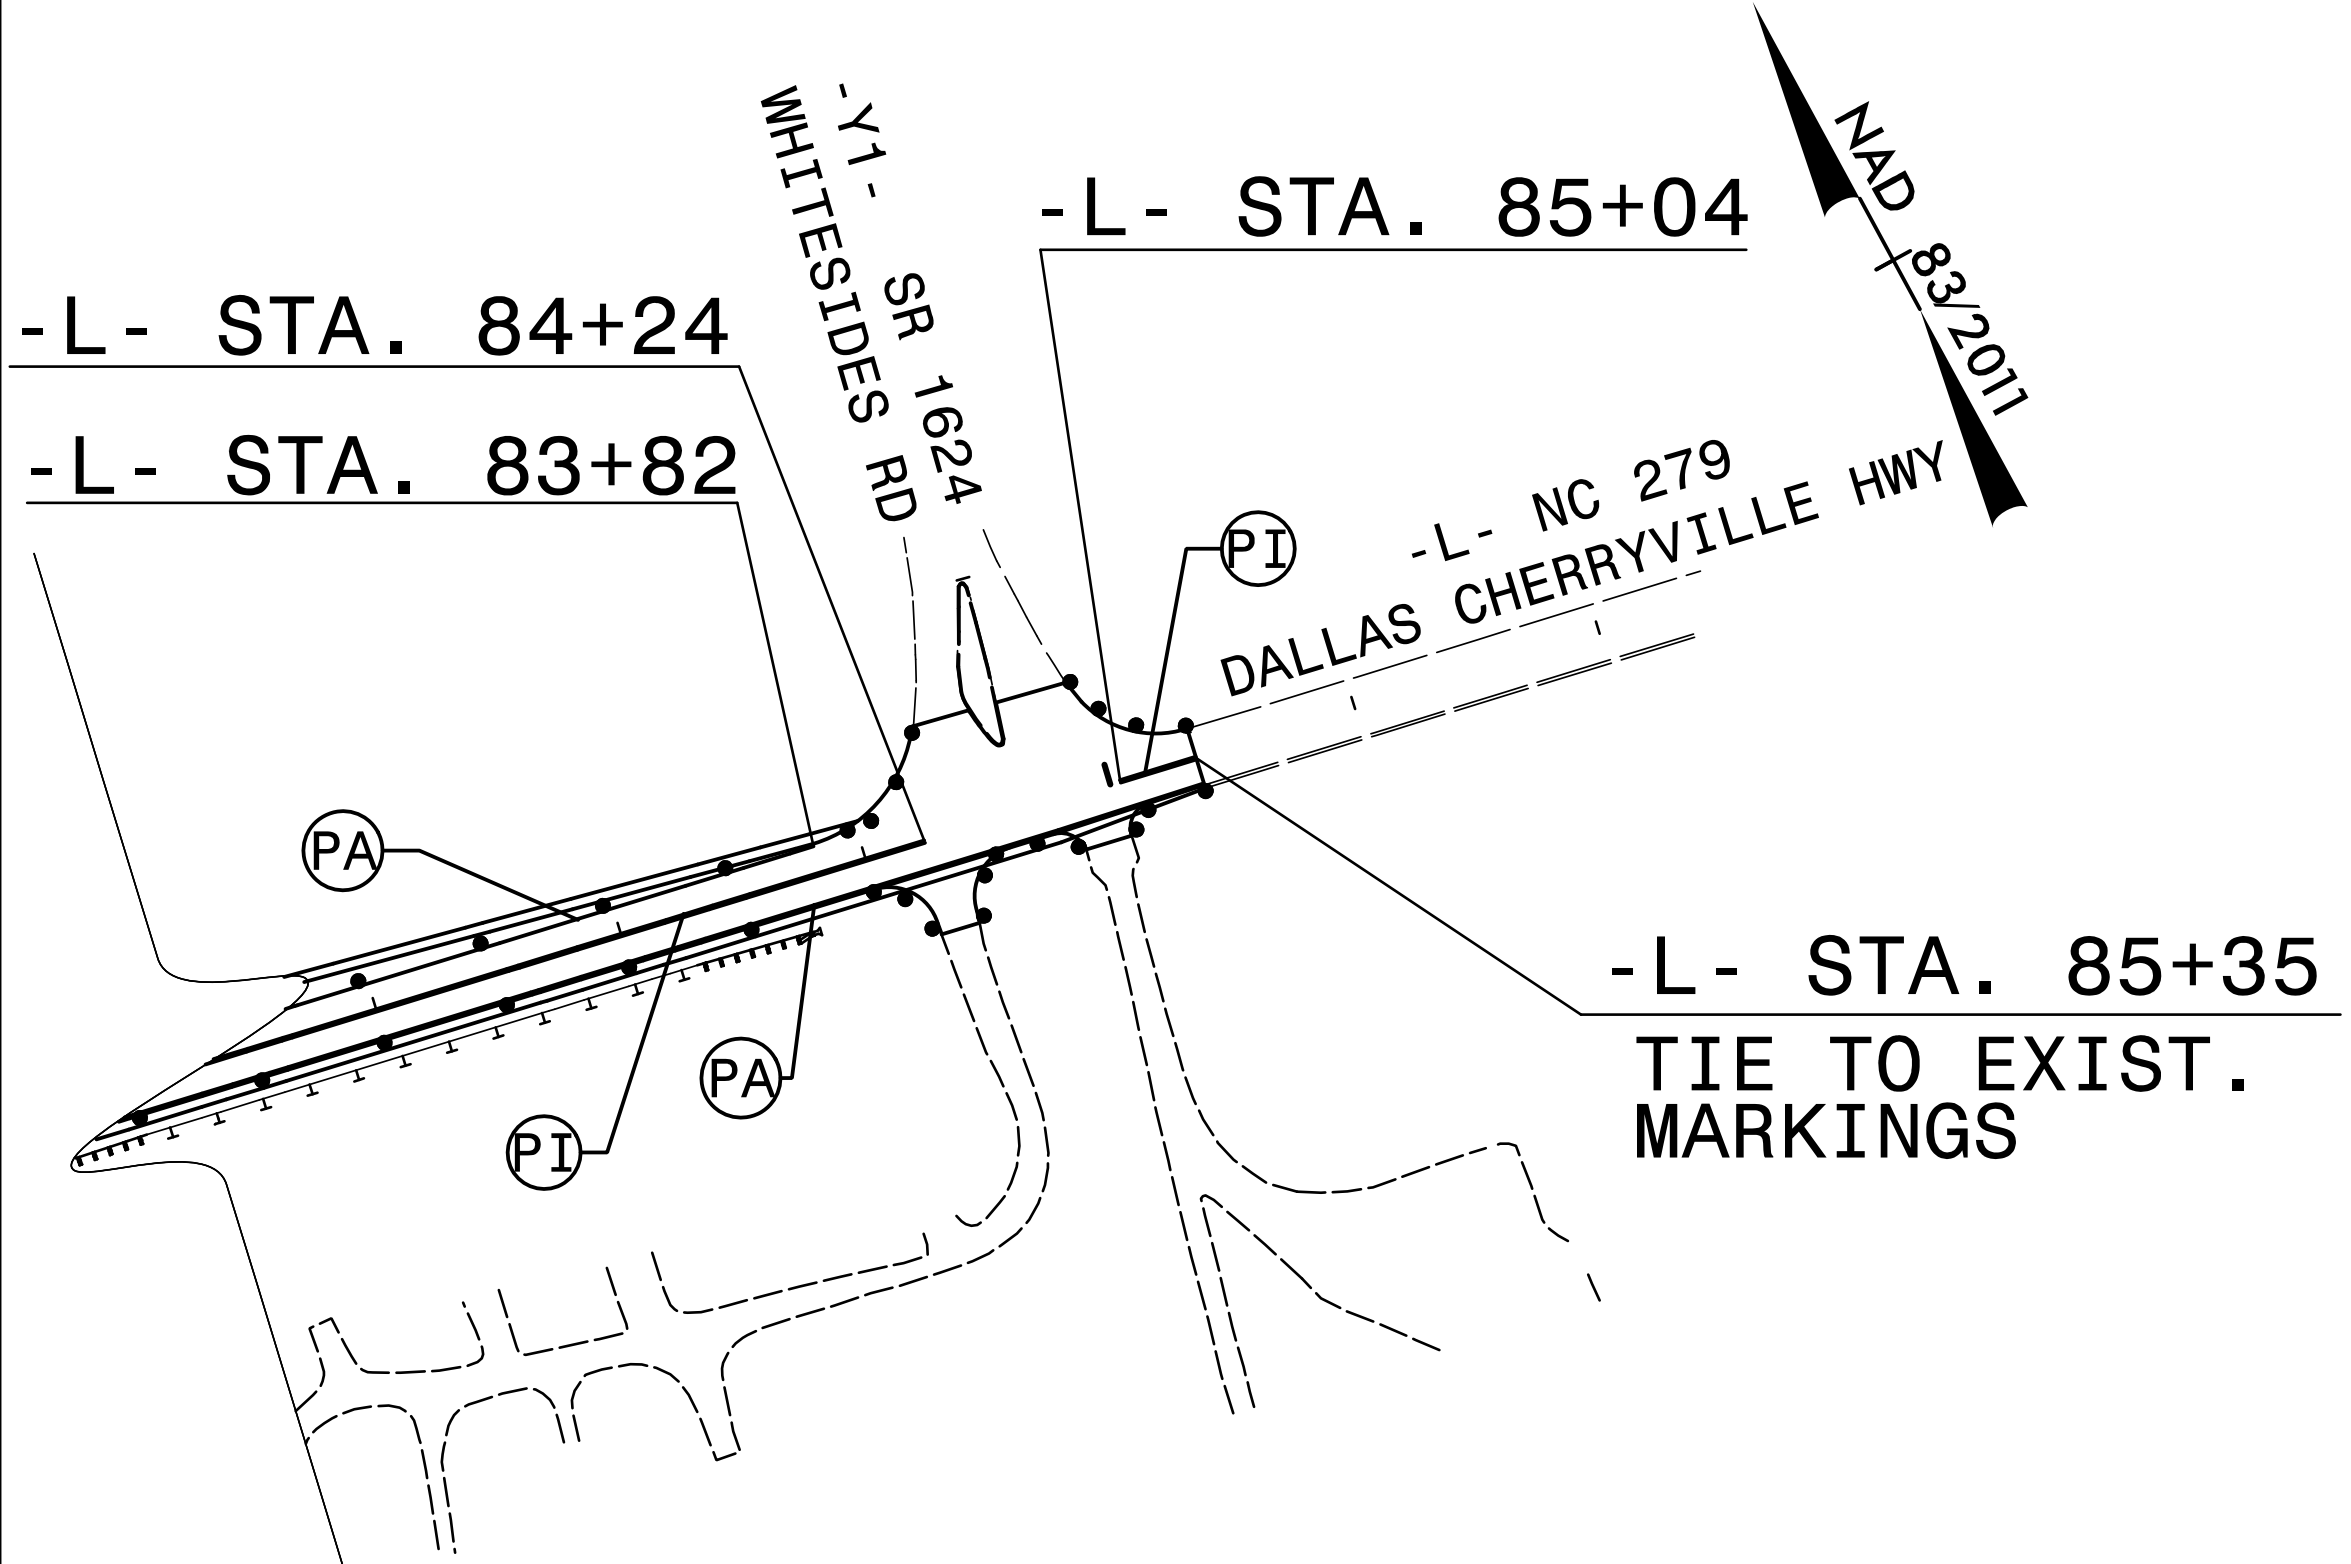 -Y1- SR 1624
WHITESIDES RD
NAD 83/2011
-L- STA. 85+04
-L- STA. 84+24
-L- STA. 83+82
-L- NC 279
DALLAS CHERRYVILLE HWY
PI
PA
PA
PI
-L- STA. 85+35
TIE TO EXIST.
MARKINGS